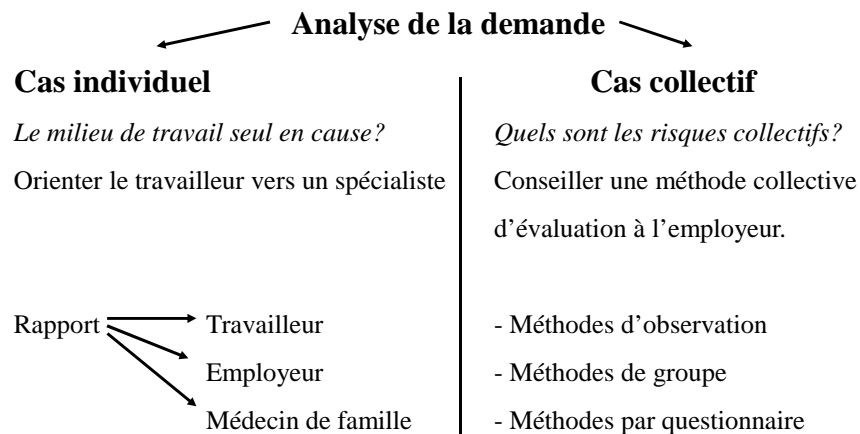 Analyse de la demande
Cas individuel
Le milieu de travail seul en cause?
Orienter le travailleur vers un spécialiste
Rapport
Travailleur
Employeur
Médecin de famille
Cas collectif
Quels sont les risques collectifs?
Conseiller une méthode collective
d’évaluation à l’employeur.
- Méthodes d’observation
- Méthodes de groupe
- Méthodes par questionnaire